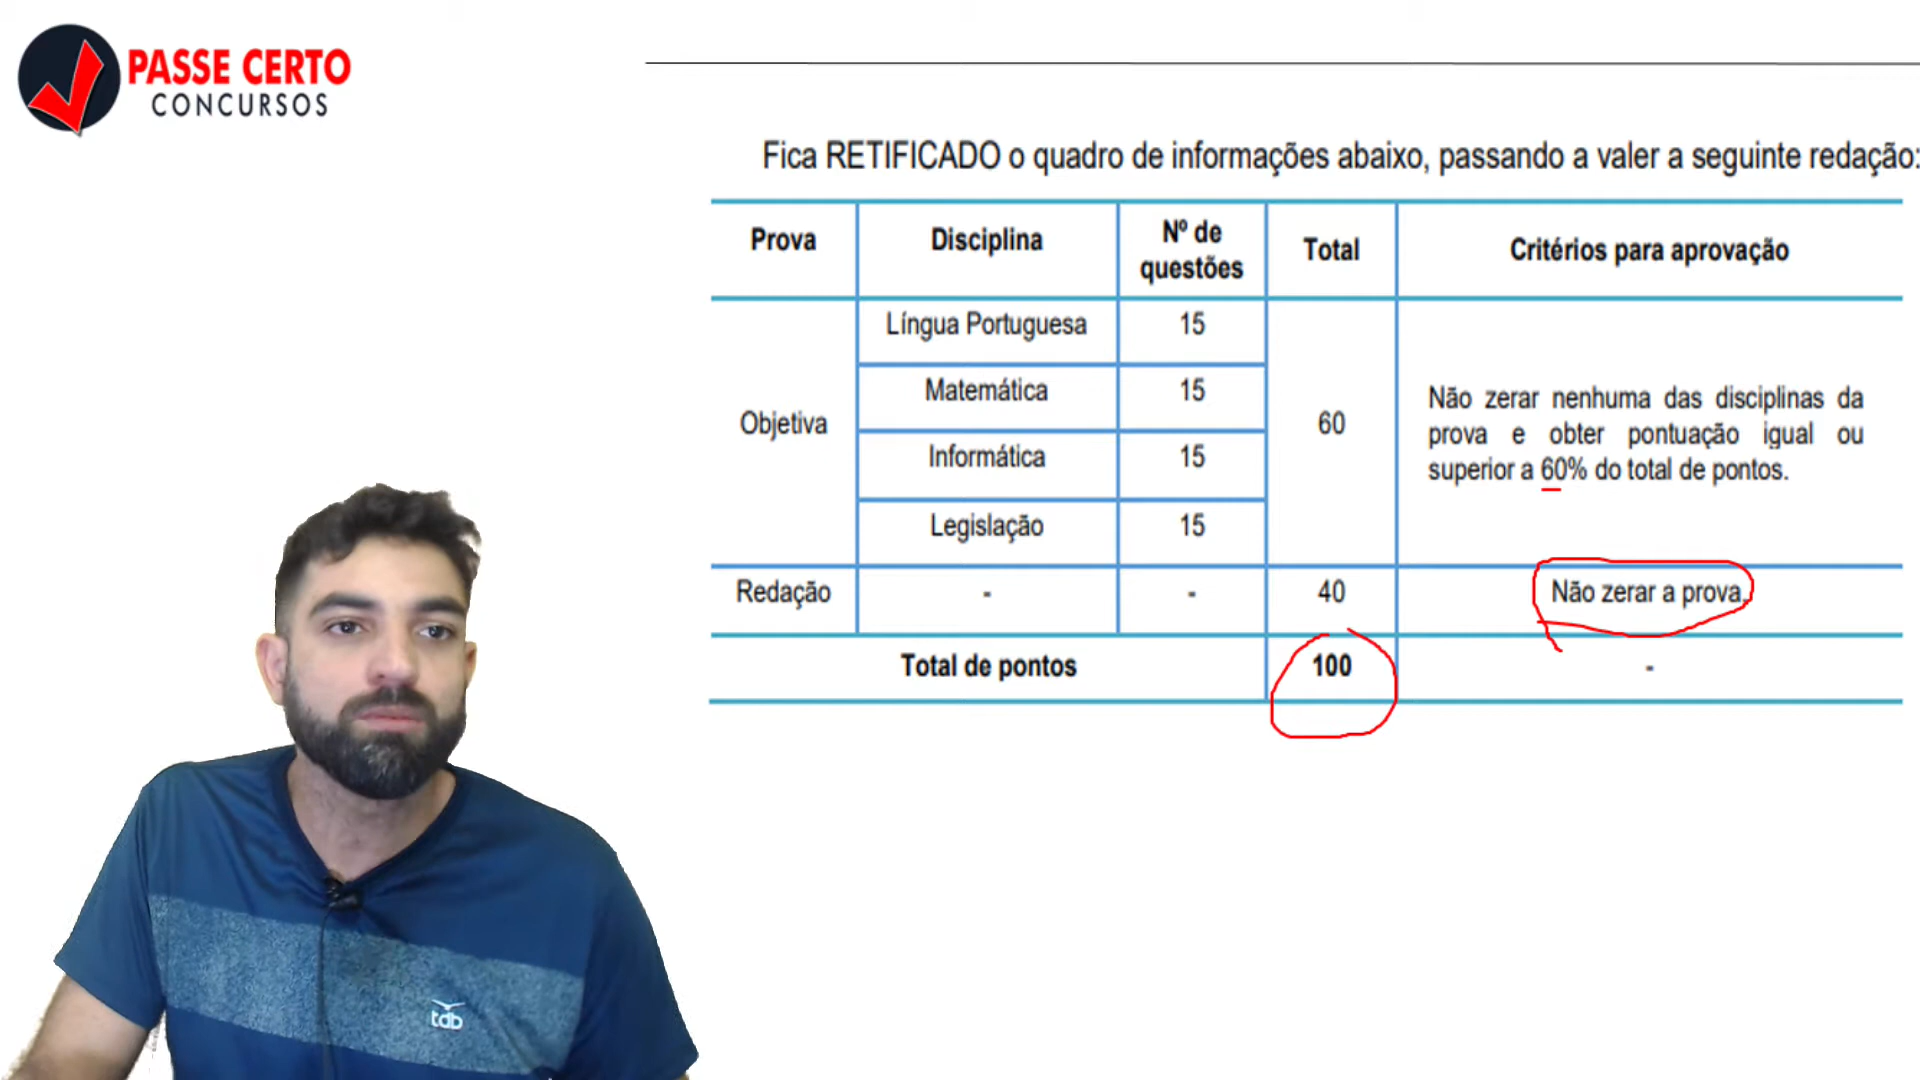 PASSE CERTO
CONCURSOS
Fica RETIFICADO o quadro de informações abaixo, passando a valer a seguinte redação:
Prova
Disciplina
Nº de
questões
Total
Critérios para aprovação
Objetiva
Língua Portuguesa
15
Matemática
15
Informática
15
Legislação
15
60
Não zerar nenhuma das disciplinas da
prova e obter pontuação igual ou
superior a 60% do total de pontos.
Redação
-
-
40
Não zerar a prova.
Total de pontos
100
-
tdb